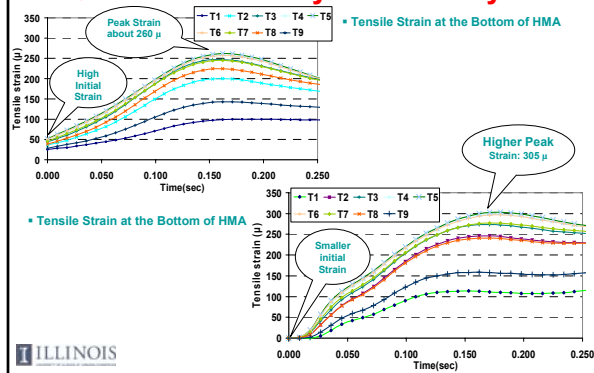 Peak Strain
about 260 μ
T1 T2 T3 T4 T5
T6 T7 T8 T9
▪ Tensile Strain at the Bottom of HMA
High
Initial
Strain
Tensile strain (μ)
350
300
250
200
150
100
50
0
0.000 0.050 0.100 0.150 0.200 0.250
Time(sec)
Higher Peak
Strain: 305 μ
▪ Tensile Strain at the Bottom of HMA
T1 T2 T3 T4 T5
T6 T7 T8 T9
Smaller
initial
Strain
Tensile strain (μ)
350
300
250
200
150
100
50
0
0.000 0.050 0.100 0.150 0.200 0.250
Time(sec)
ILLINOIS